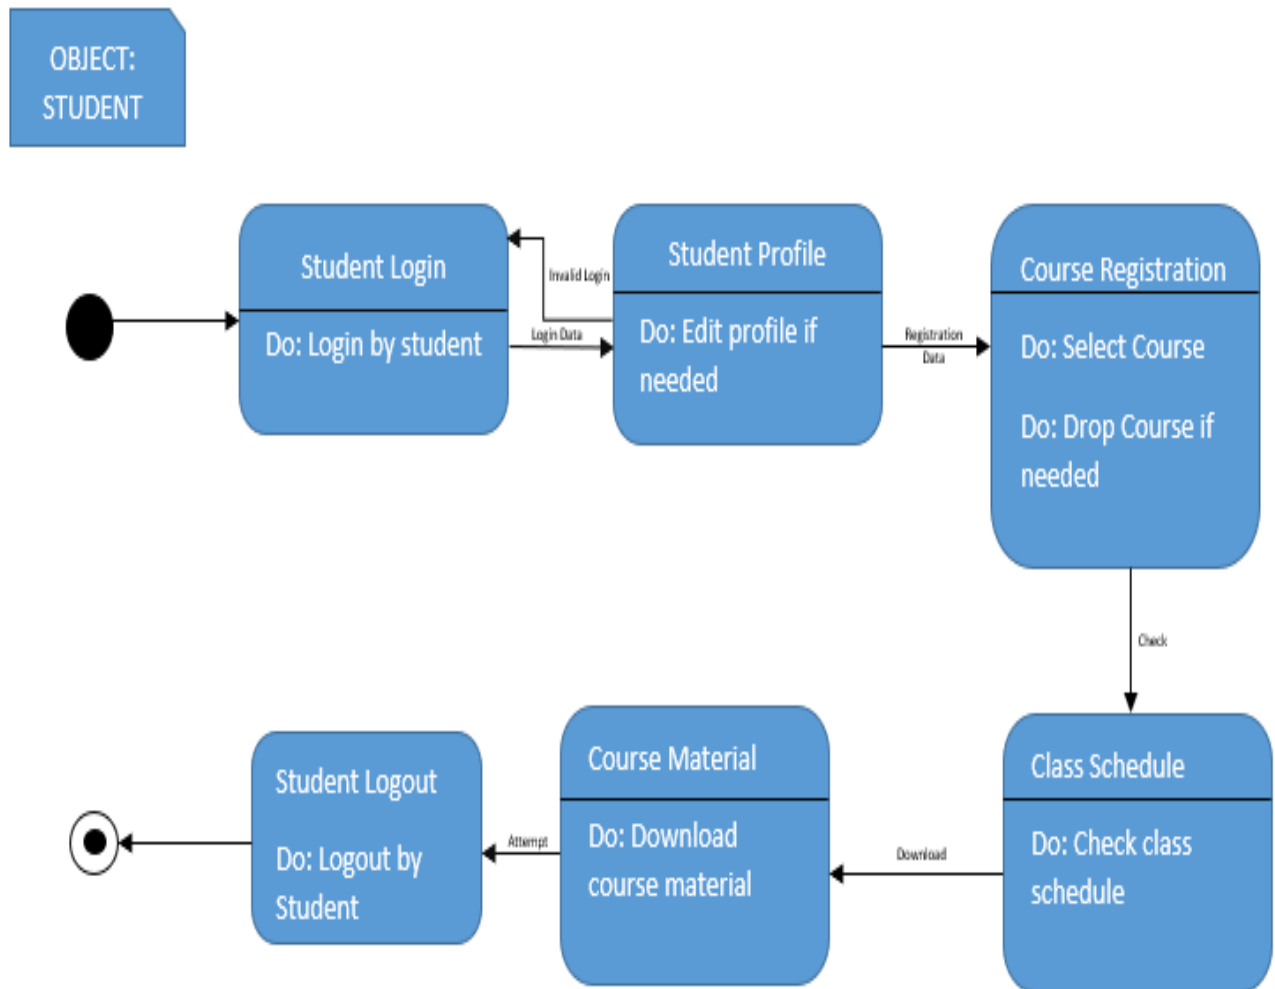 OBJECT:
STUDENT
Student Login
Do: Login by student
Invalid Login
Login Data
Student Profile
Do: Edit profile if
needed
Registration
Data
Course Registration
Do: Select Course
Do: Drop Course if
needed
Check
Class Schedule
Do: Check class
schedule
Download
Course Material
Do: Download
course material
Attempt
Student Logout
Do: Logout by
Student